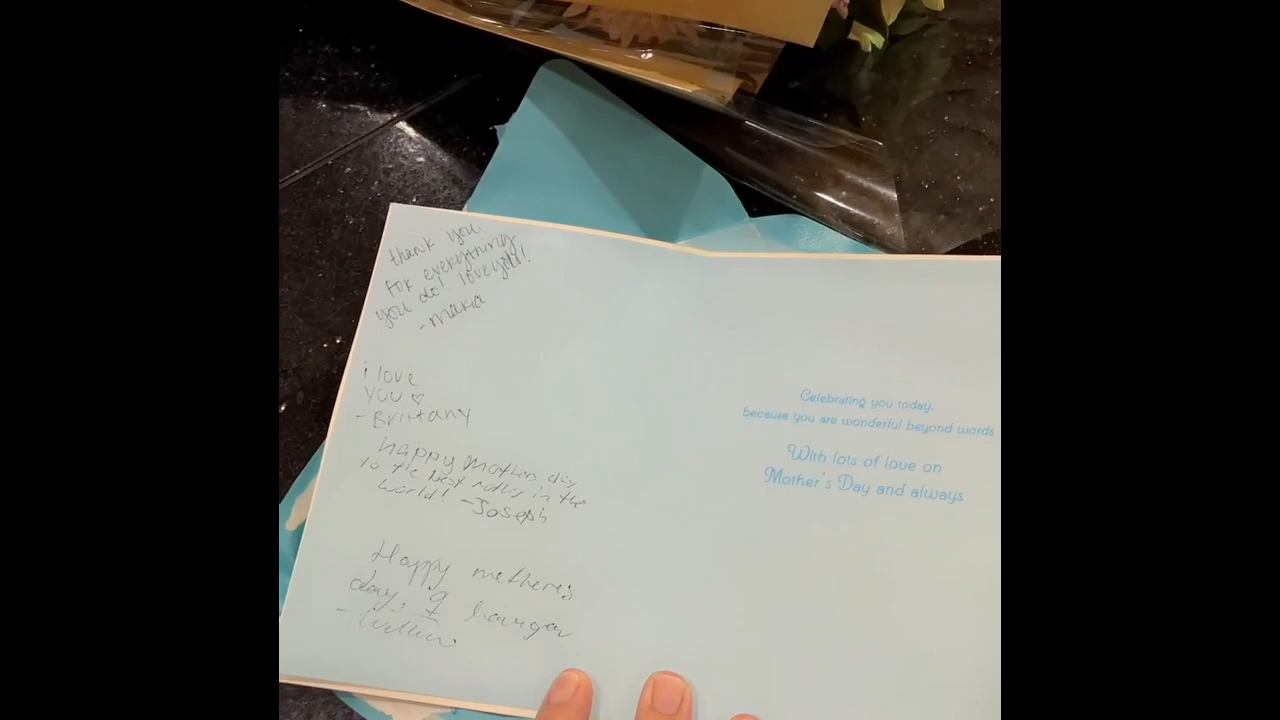 thank you
for everything
you do! love you!!
- Maria
i love
you ♡
- Brittany
happy mothers day
to the best mother in the
world! - Joseph
Happy metheres
day,
Celebrating you today,
because you are wonderful beyond words
With lots of love on
Mother's Day and always